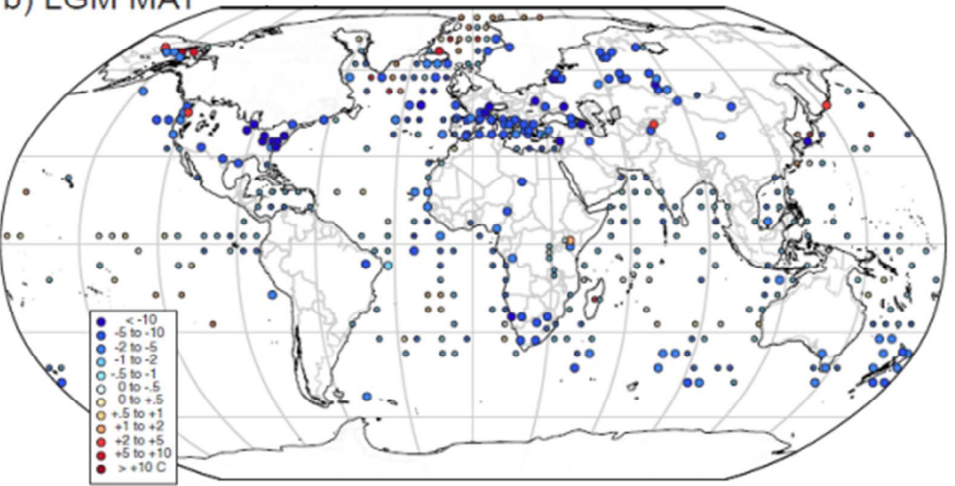 b) LGM MAT
< -10
-5 to -10
-2 to -5
-1 to -2
-.5 to -1
0 to -.5
0 to +.5
+.5 to +1
+1 to +2
+2 to +5
+5 to +10
> +10 C